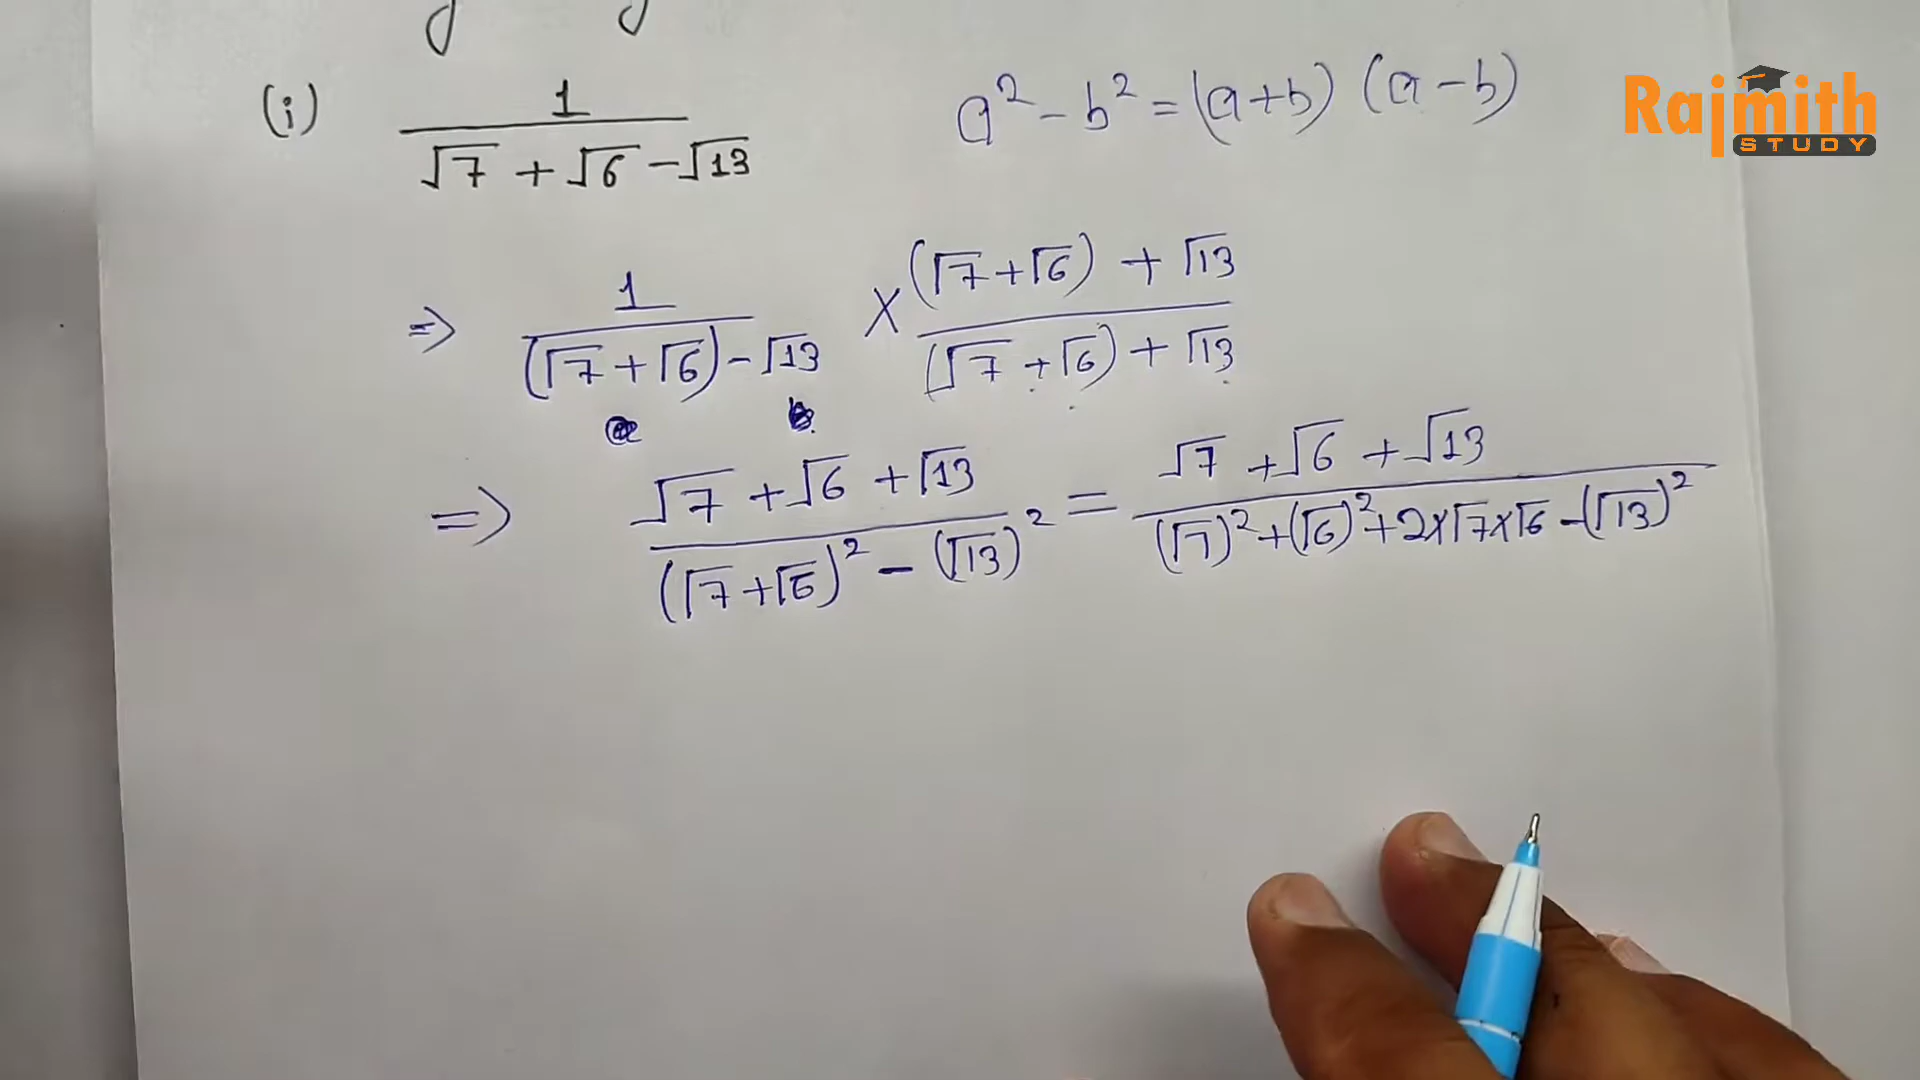 (i) 1 / (√7 + √6 - √13)
a² - b² = (a+b) (a-b)
Rajmith
STUDY
=> 1 / ((√7 + √6) - √13) × ((√7 + √6) + √13) / ((√7 + √6) + √13)
a b
=> (√7 + √6 + √13) / ((√7 + √6)² - (√13)²) = (√7 + √6 + √13) / ((√7)² + (√6)² + 2×√7×√6 - (√13)²)